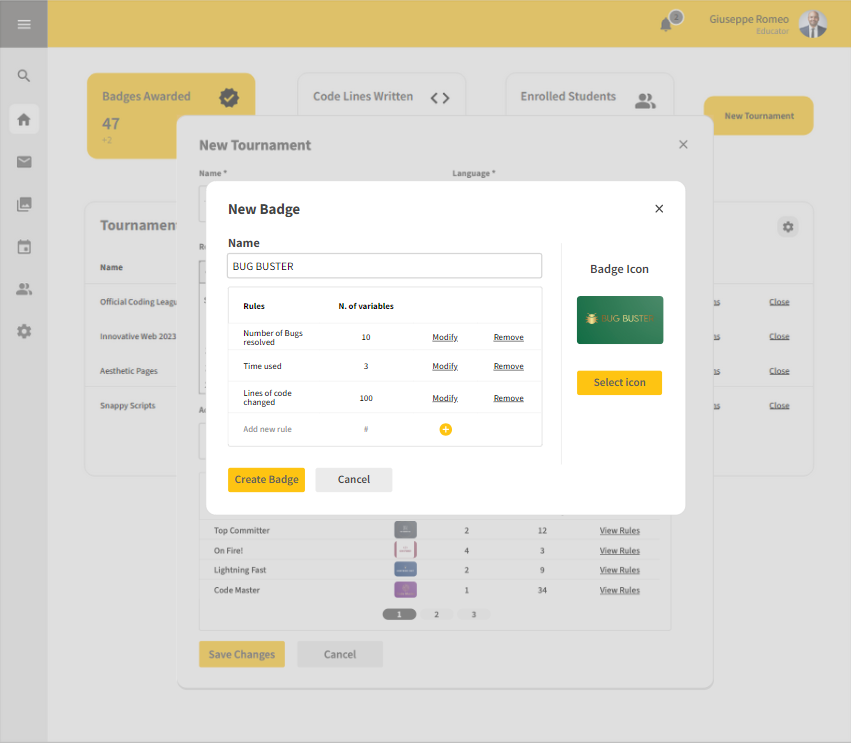 2
Giuseppe Romeo
Educator
Badges Awarded
47
+2
Code Lines Written
Enrolled Students
New Tournament
New Tournament
Name *
Language *
Tournament
Name
Official Coding Leagu
Innovative Web 2023
Aesthetic Pages
Snappy Scripts
Close
Close
Close
Close
New Badge
Name
BUG BUSTER
Rules
N. of variables
Number of Bugs
resolved
10
Modify
Remove
Time used
3
Modify
Remove
Lines of code
changed
100
Modify
Remove
Add new rule
#
Badge Icon
BUG BUSTER
Select icon
Create Badge
Cancel
Top Committer
2
12
View Rules
On Fire!
4
3
View Rules
Lightning Fast
2
9
View Rules
Code Master
1
34
View Rules
1
2
3
Save Changes
Cancel